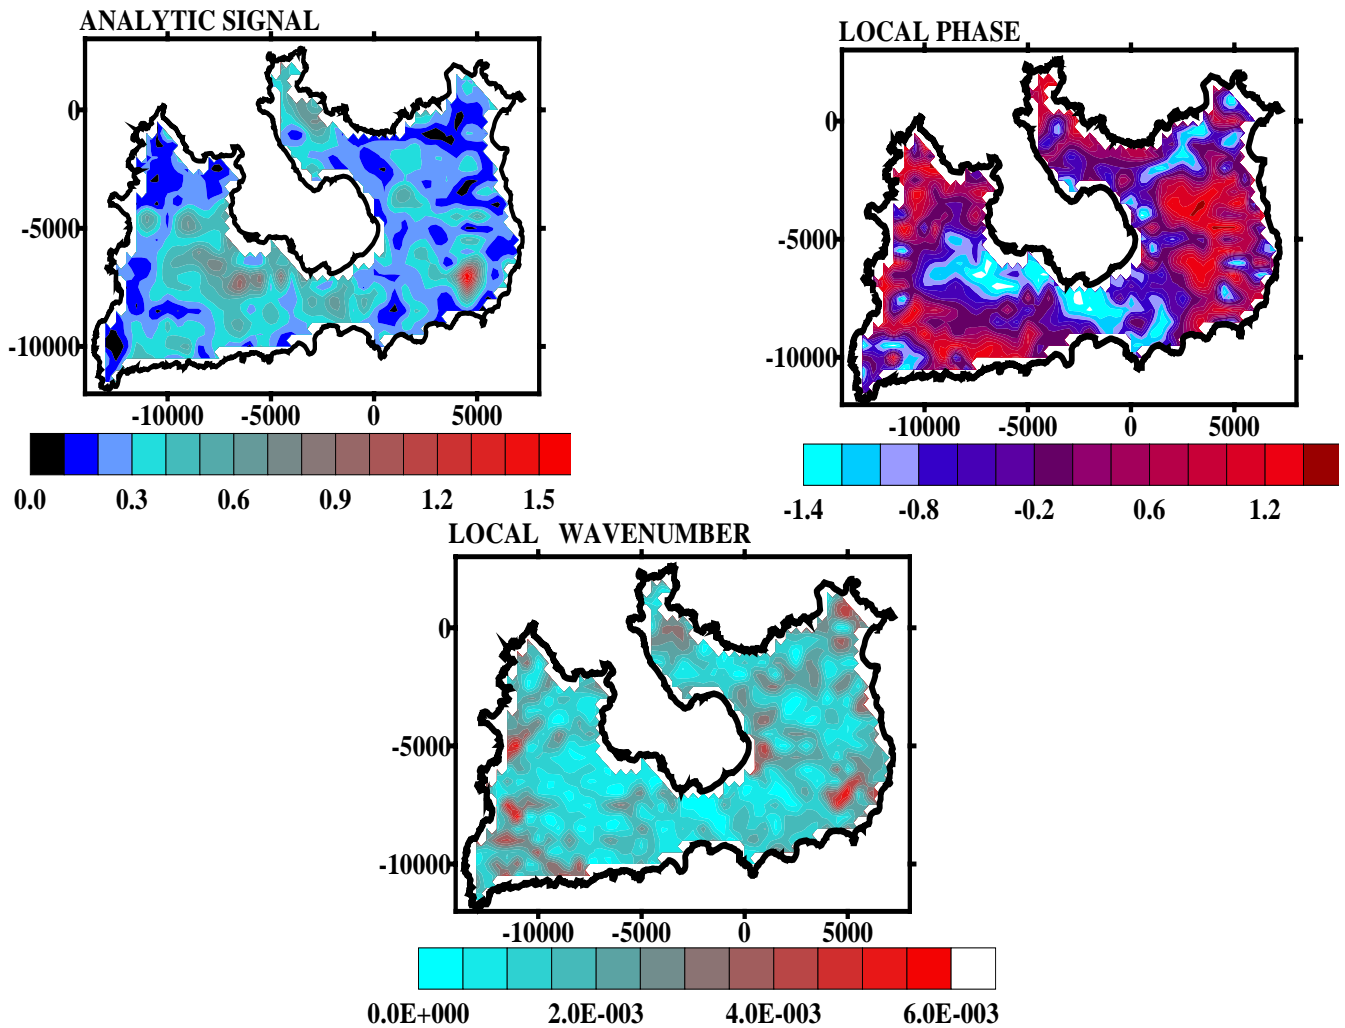 ANALYTIC SIGNAL
0
-5000
-10000
-10000 -5000 0 5000
0.0 0.3 0.6 0.9 1.2 1.5
LOCAL PHASE
0
-5000
-10000
-10000 -5000 0 5000
-1.4 -0.8 -0.2 0.6 1.2
LOCAL WAVENUMBER
0
-5000
-10000
-10000 -5000 0 5000
0.0E+000 2.0E-003 4.0E-003 6.0E-003